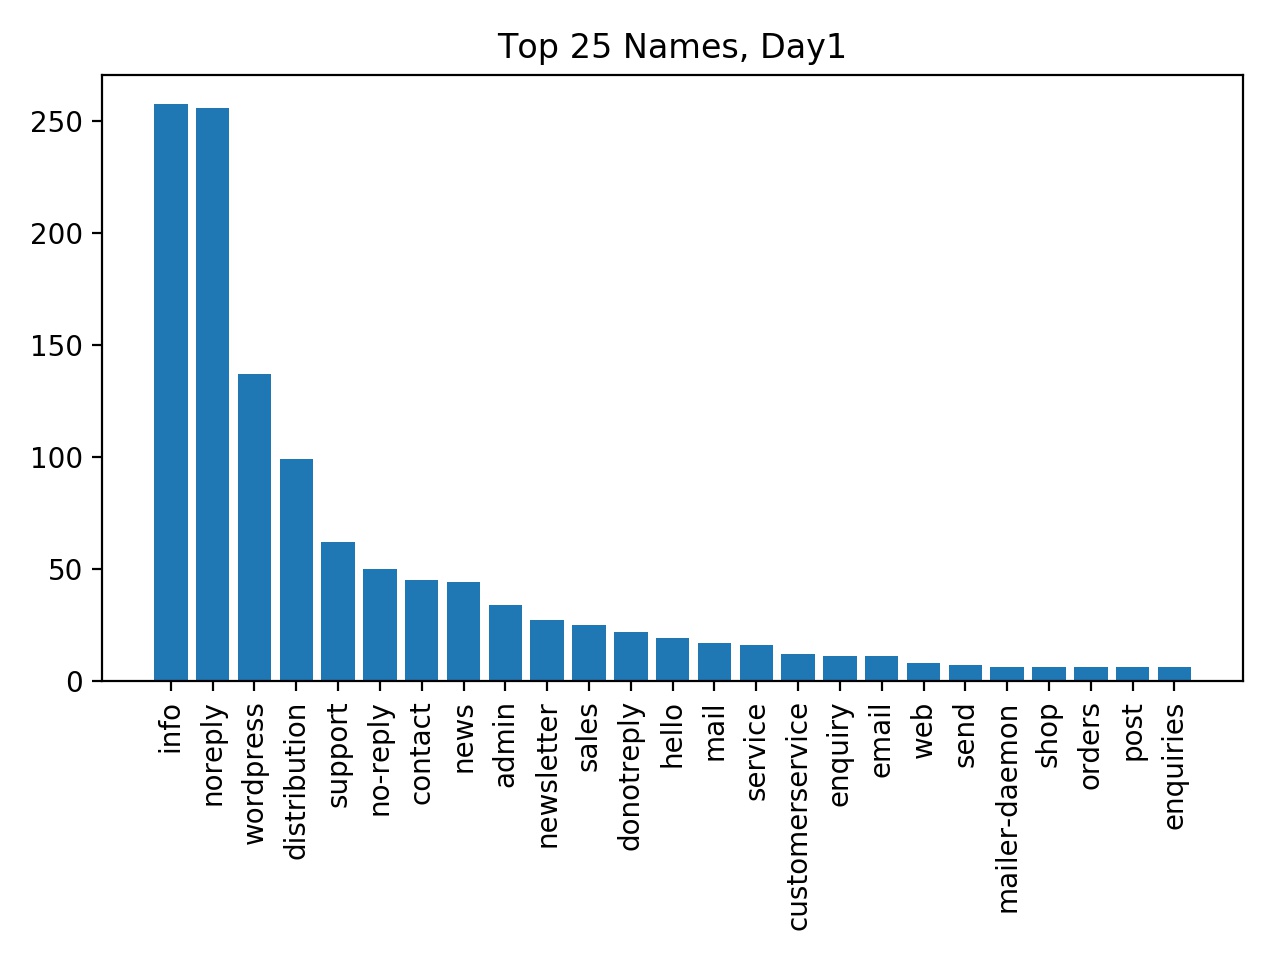 Top 25 Names, Day1
250
200
150
100
50
0
info
noreply
wordpress
distribution
support
no-reply
contact
news
admin
newsletter
sales
donotreply
hello
mail
service
customerservice
enquiry
email
web
send
mailer-daemon
shop
orders
post
enquiries